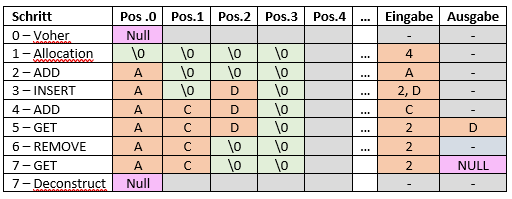 Schritt Pos .0 Pos.1 Pos.2 Pos.3 Pos.4 ... Eingabe Ausgabe
0 – Voher Null - -
1 – Allocation \0 \0 \0 \0 ... 4 -
2 – ADD A \0 \0 \0 ... A -
3 – INSERT A \0 D \0 ... 2, D -
4 – ADD A C D \0 ... C -
5 – GET A C D \0 ... 2 D
6 – REMOVE A C \0 \0 ... 2 -
7 – GET A C \0 \0 2 NULL
7 – Deconstruct Null - -